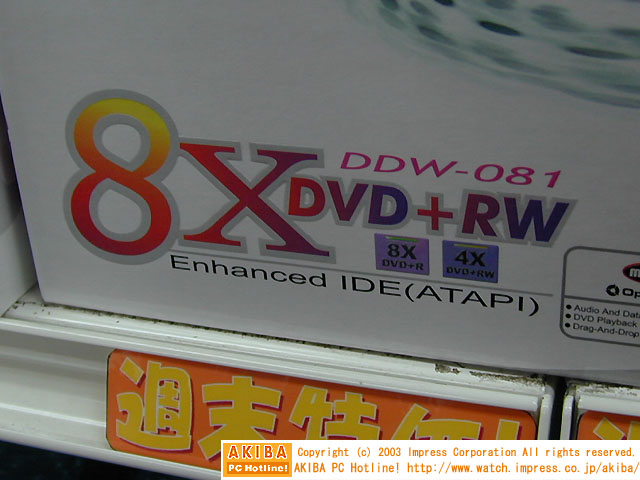 8X DVD+RW
DDW-081
8X
DVD+R
4X
DVD+RW
Enhanced IDE(ATAPI)
• Audio And Data
• DVD Playback
• Drag-And-Drop
週末特価!
AKIBA
PC Hotline!
Copyright (c) 2003 Impress Corporation All rights reserved.
AKIBA PC Hotline! http://www.watch.impress.co.jp/akiba/